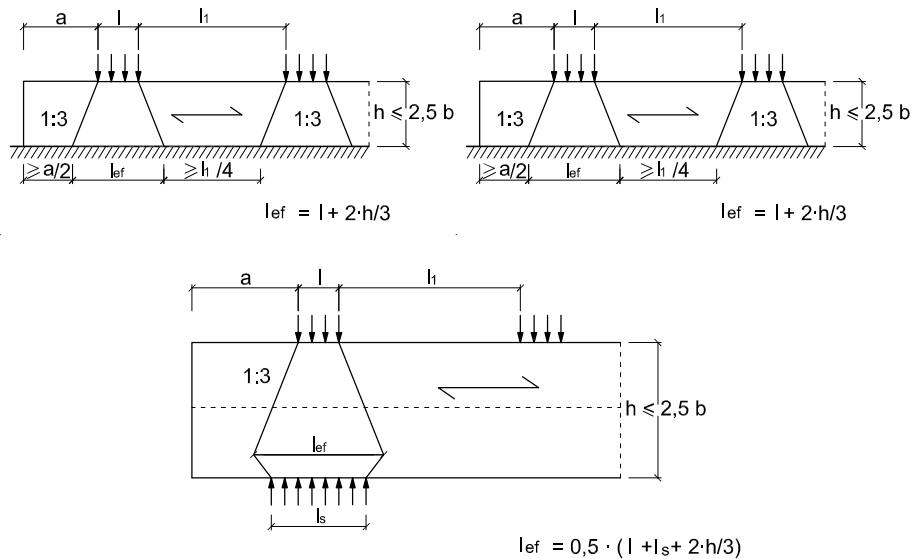 a l l₁
1:3 1:3 h ≤ 2,5 b
≥a/2 lef ≥l₁/4
lef = l + 2·h/3
a l l₁
1:3 1:3 h ≤ 2,5 b
≥a/2 lef ≥l₁/4
lef = l + 2·h/3
a l l₁
1:3
h ≤ 2,5 b
lef
ls
lef = 0,5 · ( l +ls+ 2·h/3)